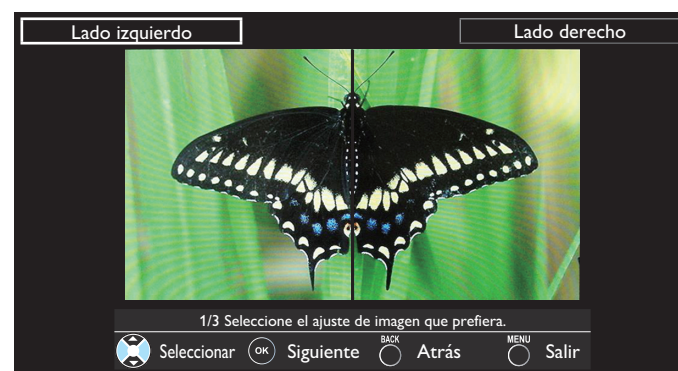 Lado izquierdo
Lado derecho
1/3 Seleccione el ajuste de imagen que prefiera.
Seleccionar OK Siguiente BACK Atrás MENU Salir